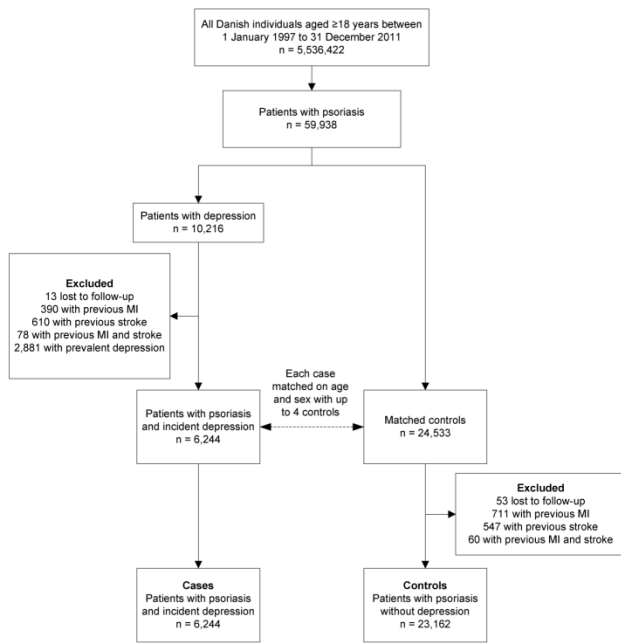 All Danish individuals aged ≥18 years between
1 January 1997 to 31 December 2011
n = 5,536,422
Patients with psoriasis
n = 59,938
Patients with depression
n = 10,216
Excluded
13 lost to follow-up
390 with previous MI
610 with previous stroke
78 with previous MI and stroke
2,881 with prevalent depression
Each case
matched on age
and sex with up
to 4 controls
Patients with psoriasis
and incident depression
n = 6,244
Matched controls
n = 24,533
Excluded
53 lost to follow-up
711 with previous MI
547 with previous stroke
60 with previous MI and stroke
Cases
Patients with psoriasis
and incident depression
n = 6,244
Controls
Patients with psoriasis
without depression
n = 23,162